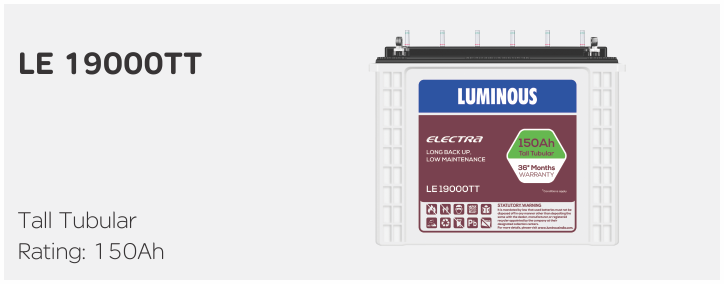 LE 19000TT
Tall Tubular
Rating: 150Ah
LUMINOUS
ELECTRA
LONG BACK UP,
LOW MAINTENANCE
LE 19000TT
150Ah
Tall Tubular
36* Months
WARRANTY
STATUTORY WARNING
Pb